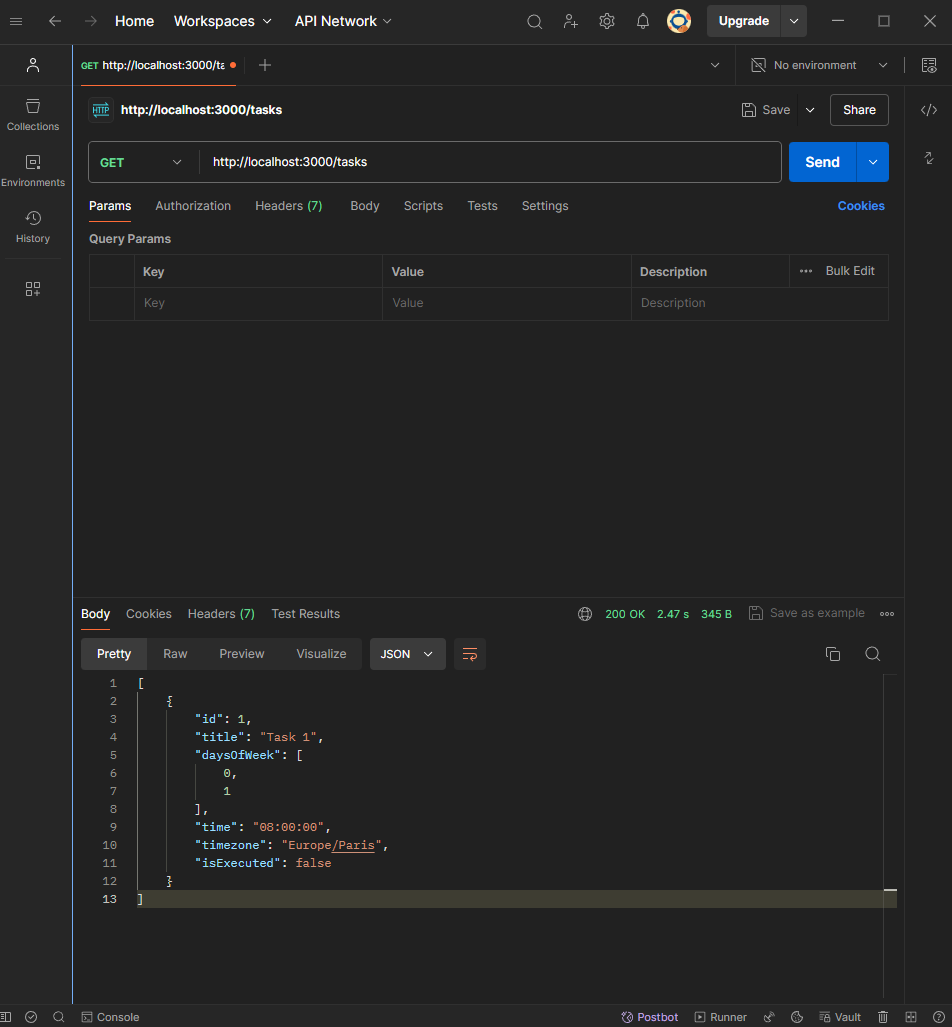 Home Workspaces API Network Upgrade
GET http://localhost:3000/ta No environment
HTTP http://localhost:3000/tasks Save Share
Collections
GET http://localhost:3000/tasks Send
Environments
Params Authorization Headers (7) Body Scripts Tests Settings Cookies
History
Query Params
Key Value Description Bulk Edit
Key Value Description
Body Cookies Headers (7) Test Results 200 OK 2.47 s 345 B Save as example
Pretty Raw Preview Visualize JSON
1 [
2 {
3 "id": 1,
4 "title": "Task 1",
5 "daysOfWeek": [
6 0,
7 1
8 ],
9 "time": "08:00:00",
10 "timezone": "Europe/Paris",
11 "isExecuted": false
12 }
13 ]
Console Postbot Runner Vault